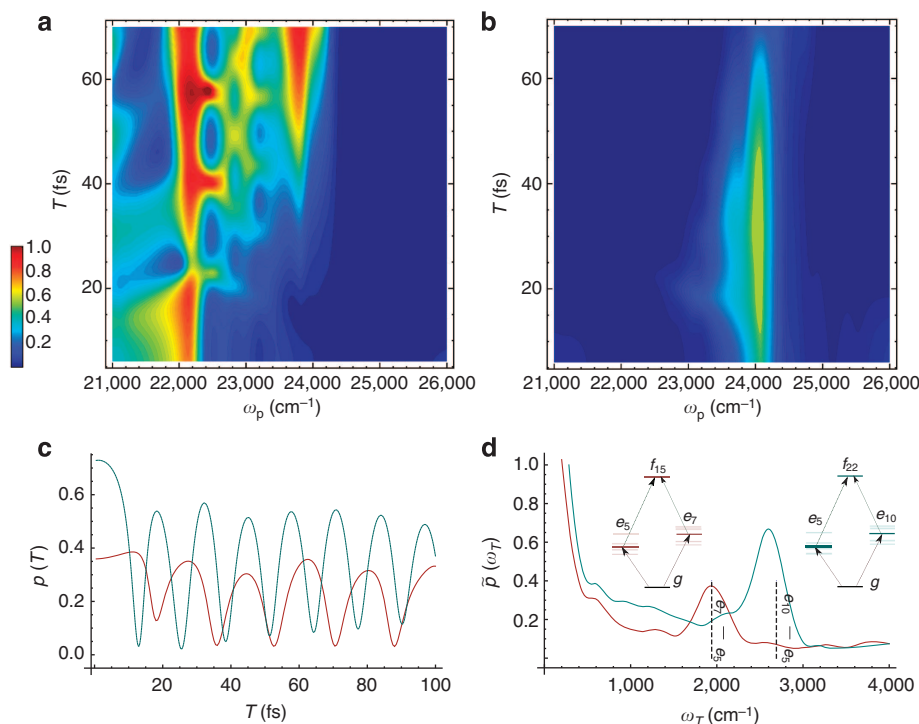 a
b
60
40
20
T (fs)
1.0
0.8
0.6
0.4
0.2
21,000 22,000 23,000 24,000 25,000 26,000
ωp (cm−1)
60
40
20
T (fs)
21,000 22,000 23,000 24,000 25,000 26,000
ωp (cm−1)
c
0.6
0.4
0.2
0.0
p (T)
20 40 60 80 100
T (fs)
d
1.0
0.8
0.6
0.4
0.2
p̃ (ωT)
f15
e5
e7
g
f22
e5
e10
g
e7
e5
e10
e5
1,000 2,000 3,000 4,000
ωT (cm−1)